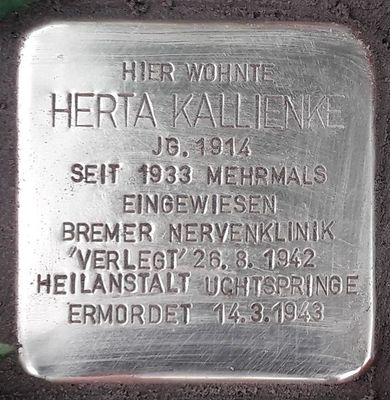 HIER WOHNTE
HERTA KALLIENKE
JG. 1914
SEIT 1933 MEHRMALS
EINGEWIESEN
BREMER NERVENKLINIK
'VERLEGT' 26. 8. 1942
HEILANSTALT UCHTSPRINGE
ERMORDET 14.3.1943